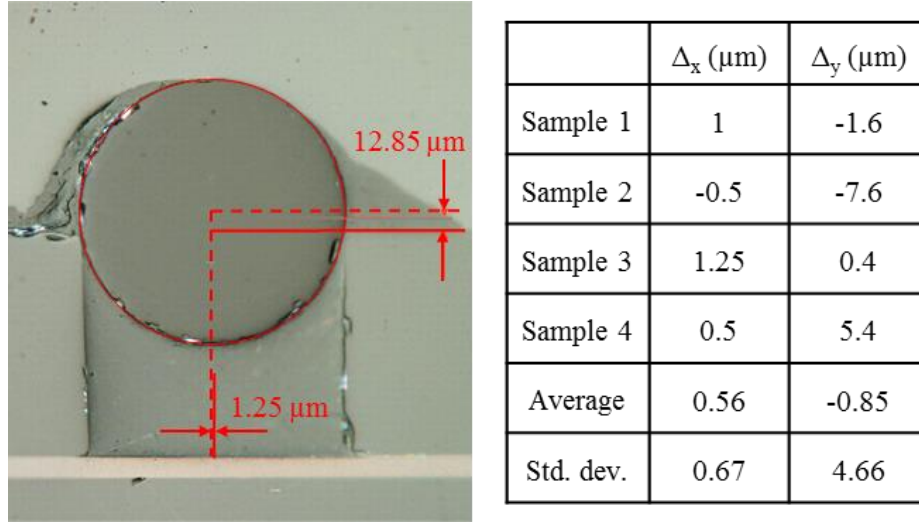 12.85 μm
1.25 μm
Δx (μm) Δy (μm)
Sample 1 1 -1.6
Sample 2 -0.5 -7.6
Sample 3 1.25 0.4
Sample 4 0.5 5.4
Average 0.56 -0.85
Std. dev. 0.67 4.66